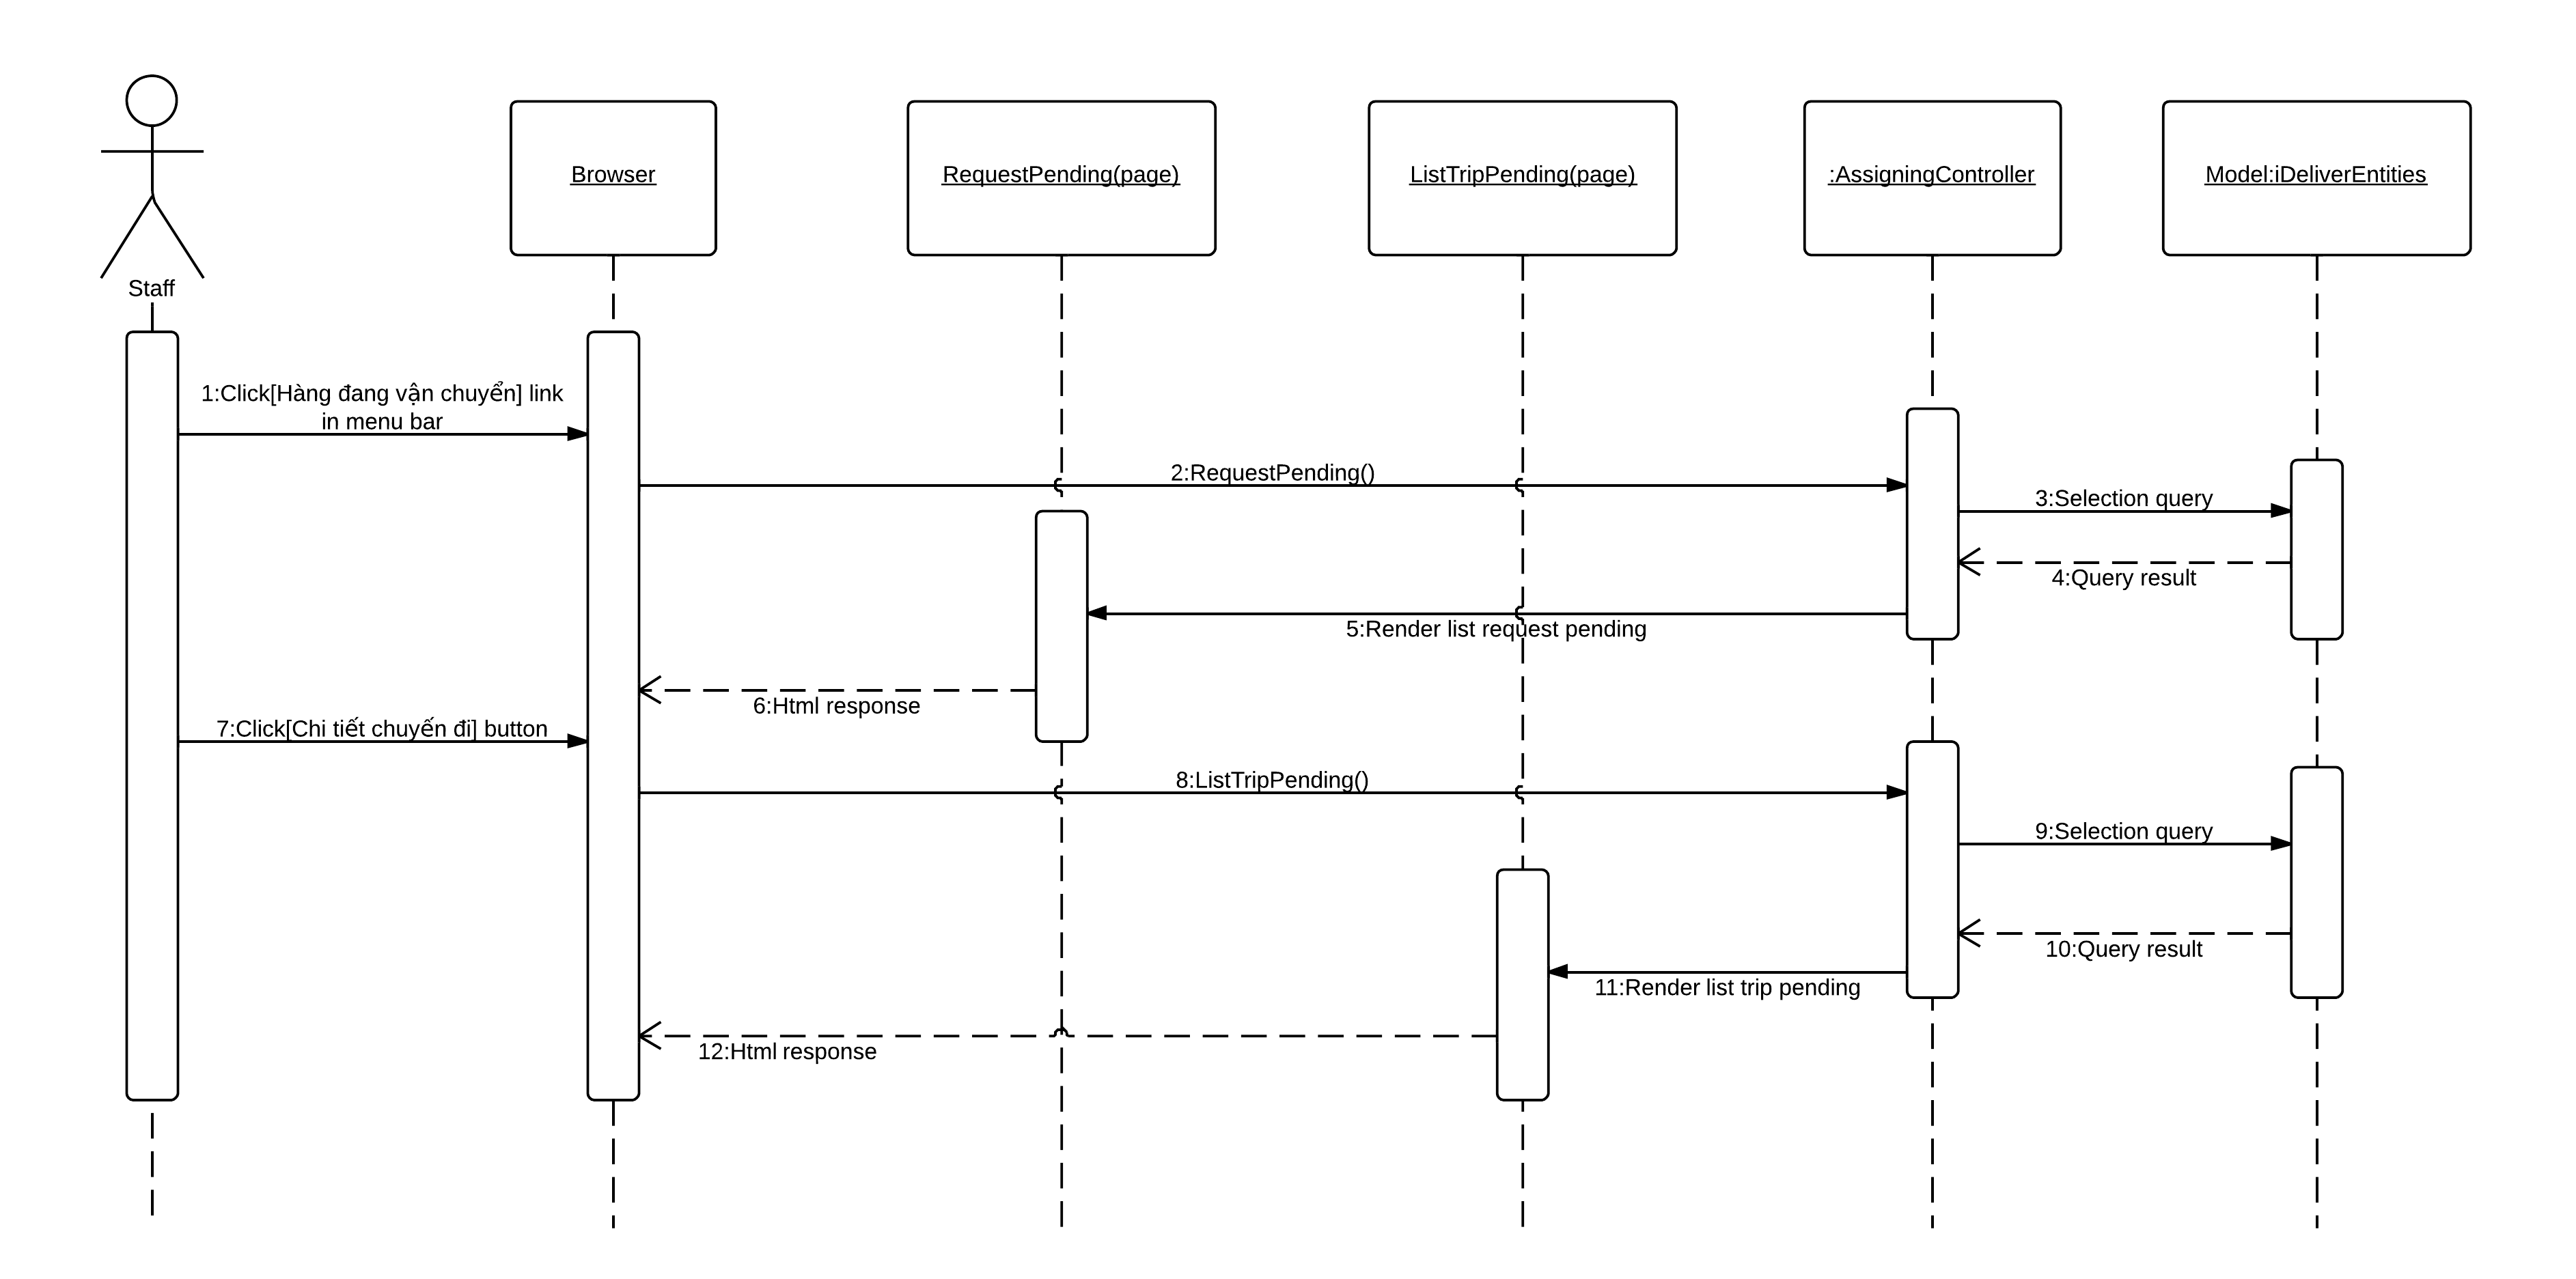 Browser
RequestPending(page)
ListTripPending(page)
:AssigningController
Model:iDeliverEntities
Staff
1:Click[Hàng đang vận chuyển] link
in menu bar
2:RequestPending()
3:Selection query
4:Query result
5:Render list request pending
6:Html response
7:Click[Chi tiết chuyến đi] button
8:ListTripPending()
9:Selection query
10:Query result
11:Render list trip pending
12:Html response